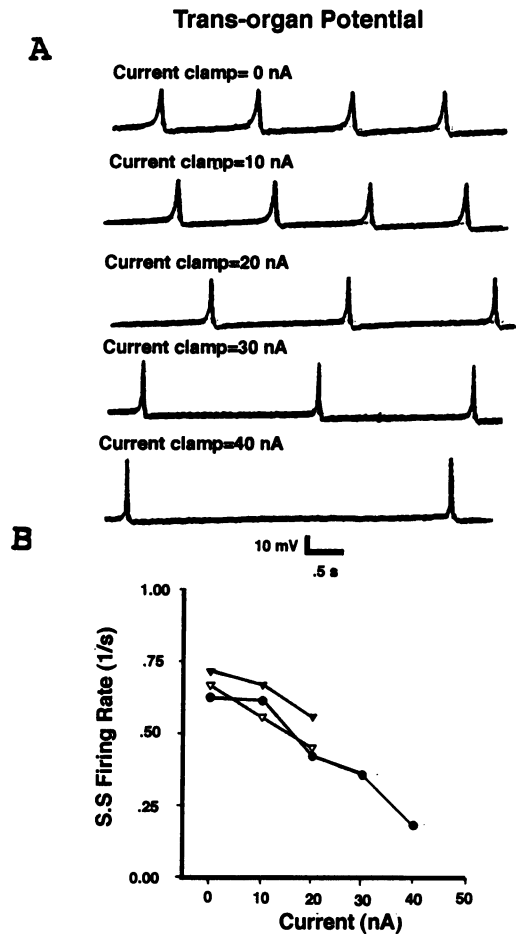 Trans-organ Potential
A
Current clamp= 0 nA
Current clamp=10 nA
Current clamp=20 nA
Current clamp=30 nA
Current clamp=40 nA
10 mV
.5 s
B
1.00
.75
.50
.25
0.00
S.S Firing Rate (1/s)
0 10 20 30 40 50
Current (nA)